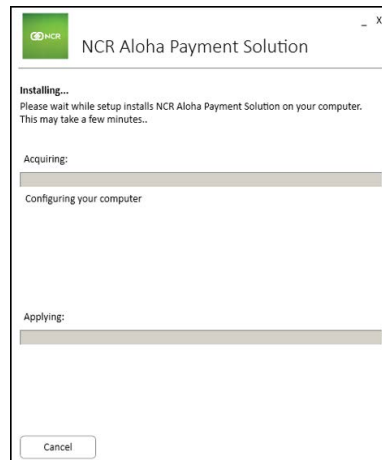 NCR
NCR Aloha Payment Solution
_ X
Installing...
Please wait while setup installs NCR Aloha Payment Solution on your computer.
This may take a few minutes..
Acquiring:
Configuring your computer
Applying:
Cancel